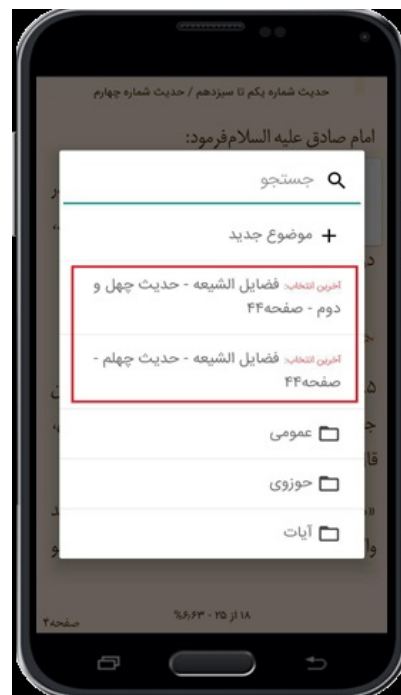 حدیث شماره یکم تا سیزدهم / حدیث شماره چهارم
امام صادق علیه السلام فرمود:
جستجو
+ موضوع جدید
آخرین انتخاب: فضایل الشیعه - حدیث چهل و
دوم - صفحه۴۴
آخرین انتخاب: فضایل الشیعه - حدیث چهلم -
صفحه۴۴
عمومی
حوزوی
آیات
۱۸ از ۲۵ - ۶٫۶۳%
صفحه۴